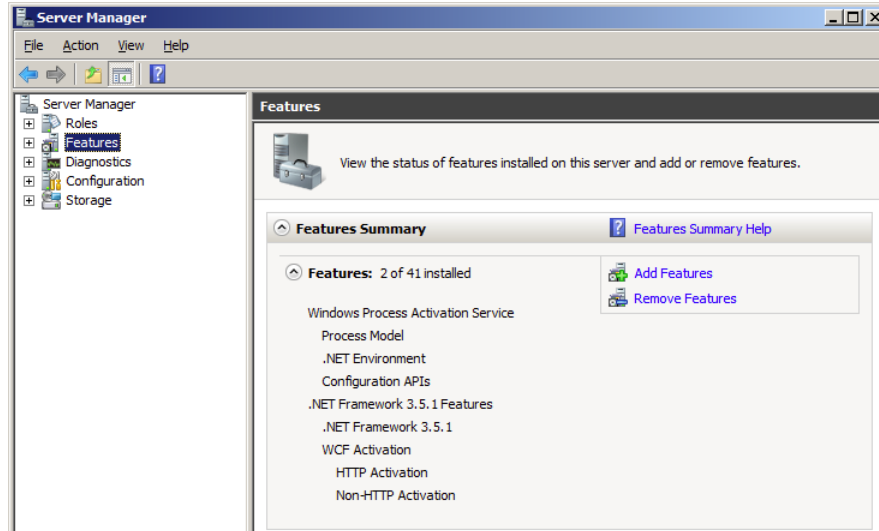 Server Manager
File Action View Help
Server Manager
Roles
Features
Diagnostics
Configuration
Storage
Features
View the status of features installed on this server and add or remove features.
Features Summary
Features Summary Help
Features: 2 of 41 installed
Add Features
Remove Features
Windows Process Activation Service
Process Model
.NET Environment
Configuration APIs
.NET Framework 3.5.1 Features
.NET Framework 3.5.1
WCF Activation
HTTP Activation
Non-HTTP Activation